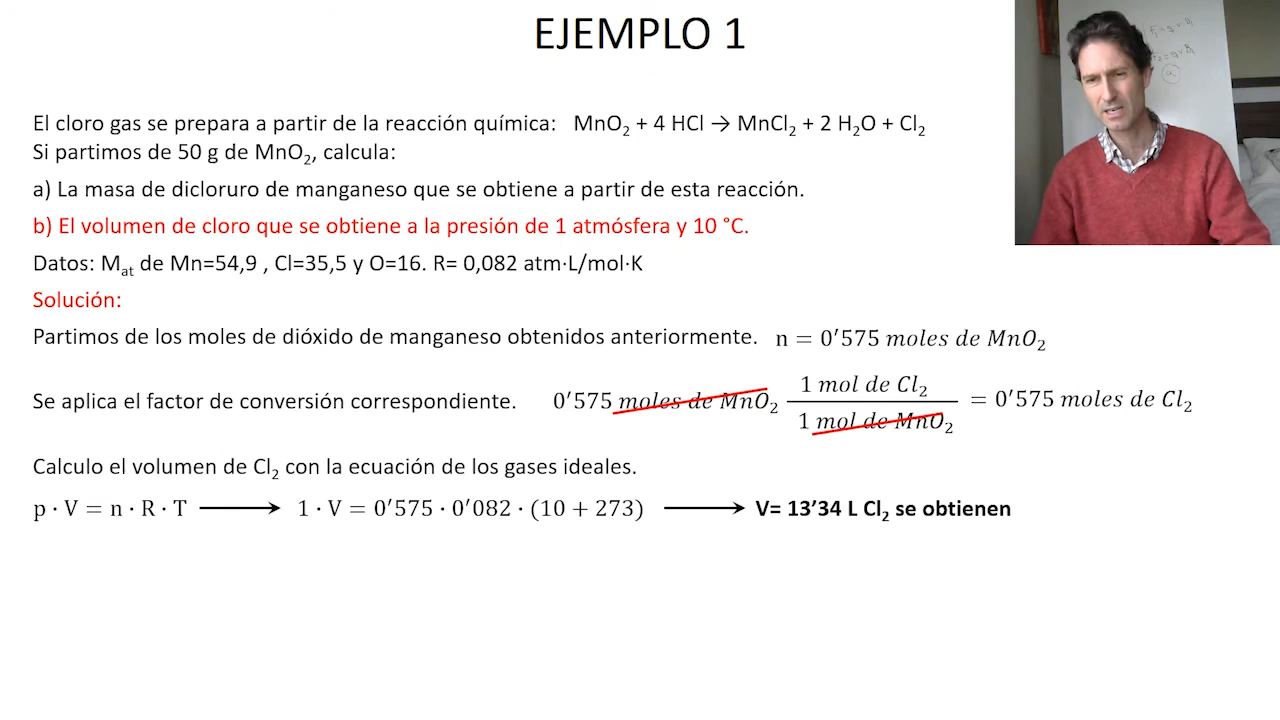 EJEMPLO 1
El cloro gas se prepara a partir de la reacción química: MnO₂ + 4 HCl → MnCl₂ + 2 H₂O + Cl₂
Si partimos de 50 g de MnO₂, calcula:
a) La masa de dicloruro de manganeso que se obtiene a partir de esta reacción.
b) El volumen de cloro que se obtiene a la presión de 1 atmósfera y 10 °C.
Datos: Mat de Mn=54,9 , Cl=35,5 y O=16. R= 0,082 atm·L/mol·K
Solución:
Partimos de los moles de dióxido de manganeso obtenidos anteriormente. n = 0′575 moles de MnO₂
Se aplica el factor de conversión correspondiente. 0′575 moles de MnO₂ 1 mol de Cl₂ / 1 mol de MnO₂ = 0′575 moles de Cl₂
Calculo el volumen de Cl₂ con la ecuación de los gases ideales.
p · V = n · R · T ⟶ 1 · V = 0′575 · 0′082 · (10 + 273) ⟶ V= 13’34 L Cl₂ se obtienen